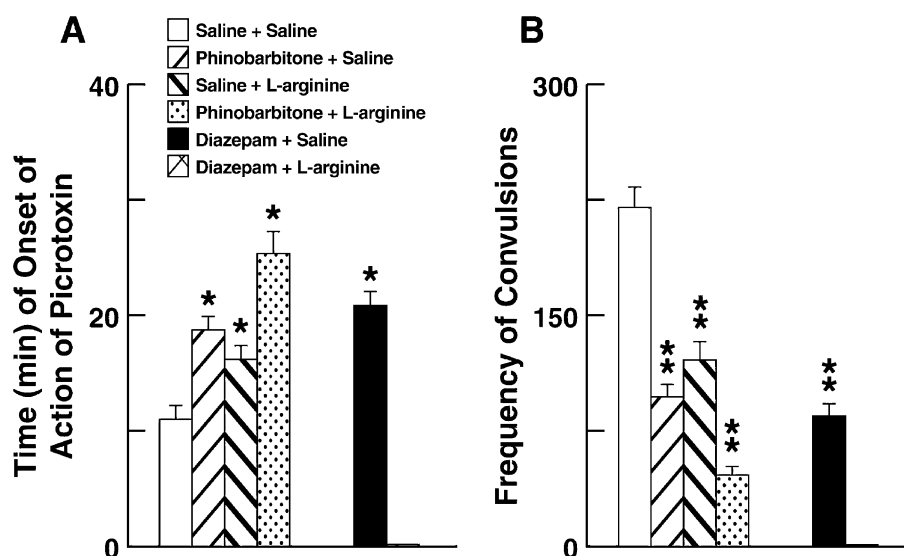 A
B
Saline + Saline
Phinobarbitone + Saline
Saline + L-arginine
Phinobarbitone + L-arginine
Diazepam + Saline
Diazepam + L-arginine
Time (min) of Onset of
Action of Picrotoxin
40
20
0
*
*
*
*
Frequency of Convulsions
300
150
0
**
**
**
**